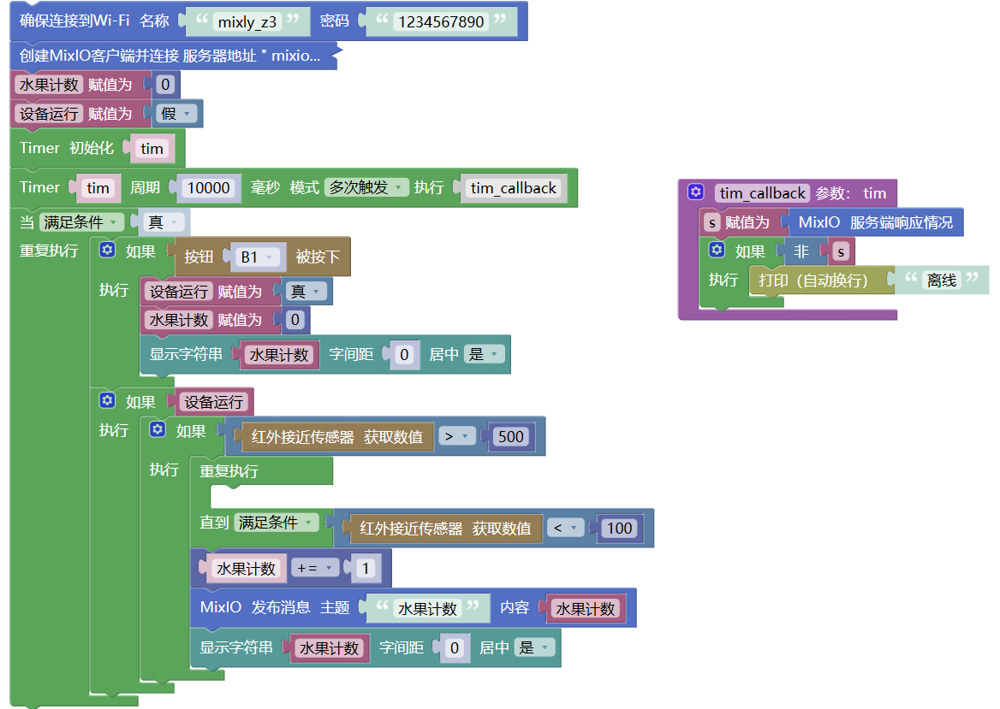 确保连接到Wi-Fi 名称 “ mixly_z3 ” 密码 “ 1234567890 ”
创建MixIO客户端并连接 服务器地址 " mixio...
水果计数 赋值为 0
设备运行 赋值为 假
Timer 初始化 tim
Timer tim 周期 10000 毫秒 模式 多次触发 执行 tim_callback
当 满足条件 真
重复执行 如果 按钮 B1 被按下
执行 设备运行 赋值为 真
水果计数 赋值为 0
显示字符串 水果计数 字间距 0 居中 是
如果 设备运行
执行 如果 红外接近传感器 获取数值 > 500
执行 重复执行
直到 满足条件 红外接近传感器 获取数值 < 100
水果计数 += 1
MixIO 发布消息 主题 “ 水果计数 ” 内容 水果计数
显示字符串 水果计数 字间距 0 居中 是
tim_callback 参数: tim
s 赋值为 MixIO 服务端响应情况
如果 非 s
执行 打印（自动换行） “ 离线 ”